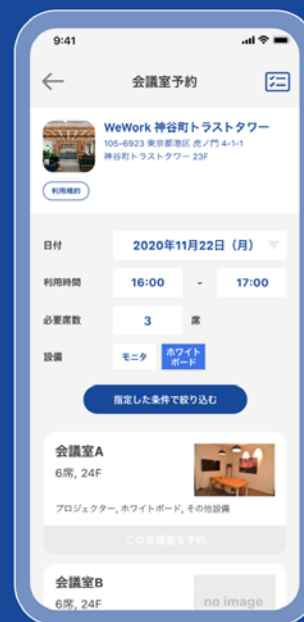 9:41
会議室予約
WeWork 神谷町トラストタワー
105-6923 東京都港区 虎ノ門 4-1-1
神谷町トラストタワー 23F
利用規約
日付
2020年11月22日（月）
利用時間
16:00 - 17:00
必要席数
3 席
設備
モニタ
ホワイト
ボード
指定した条件で絞り込む
会議室A
6席, 24F
プロジェクター, ホワイトボード, その他設備
この会議室を予約
会議室B
6席, 24F
no image